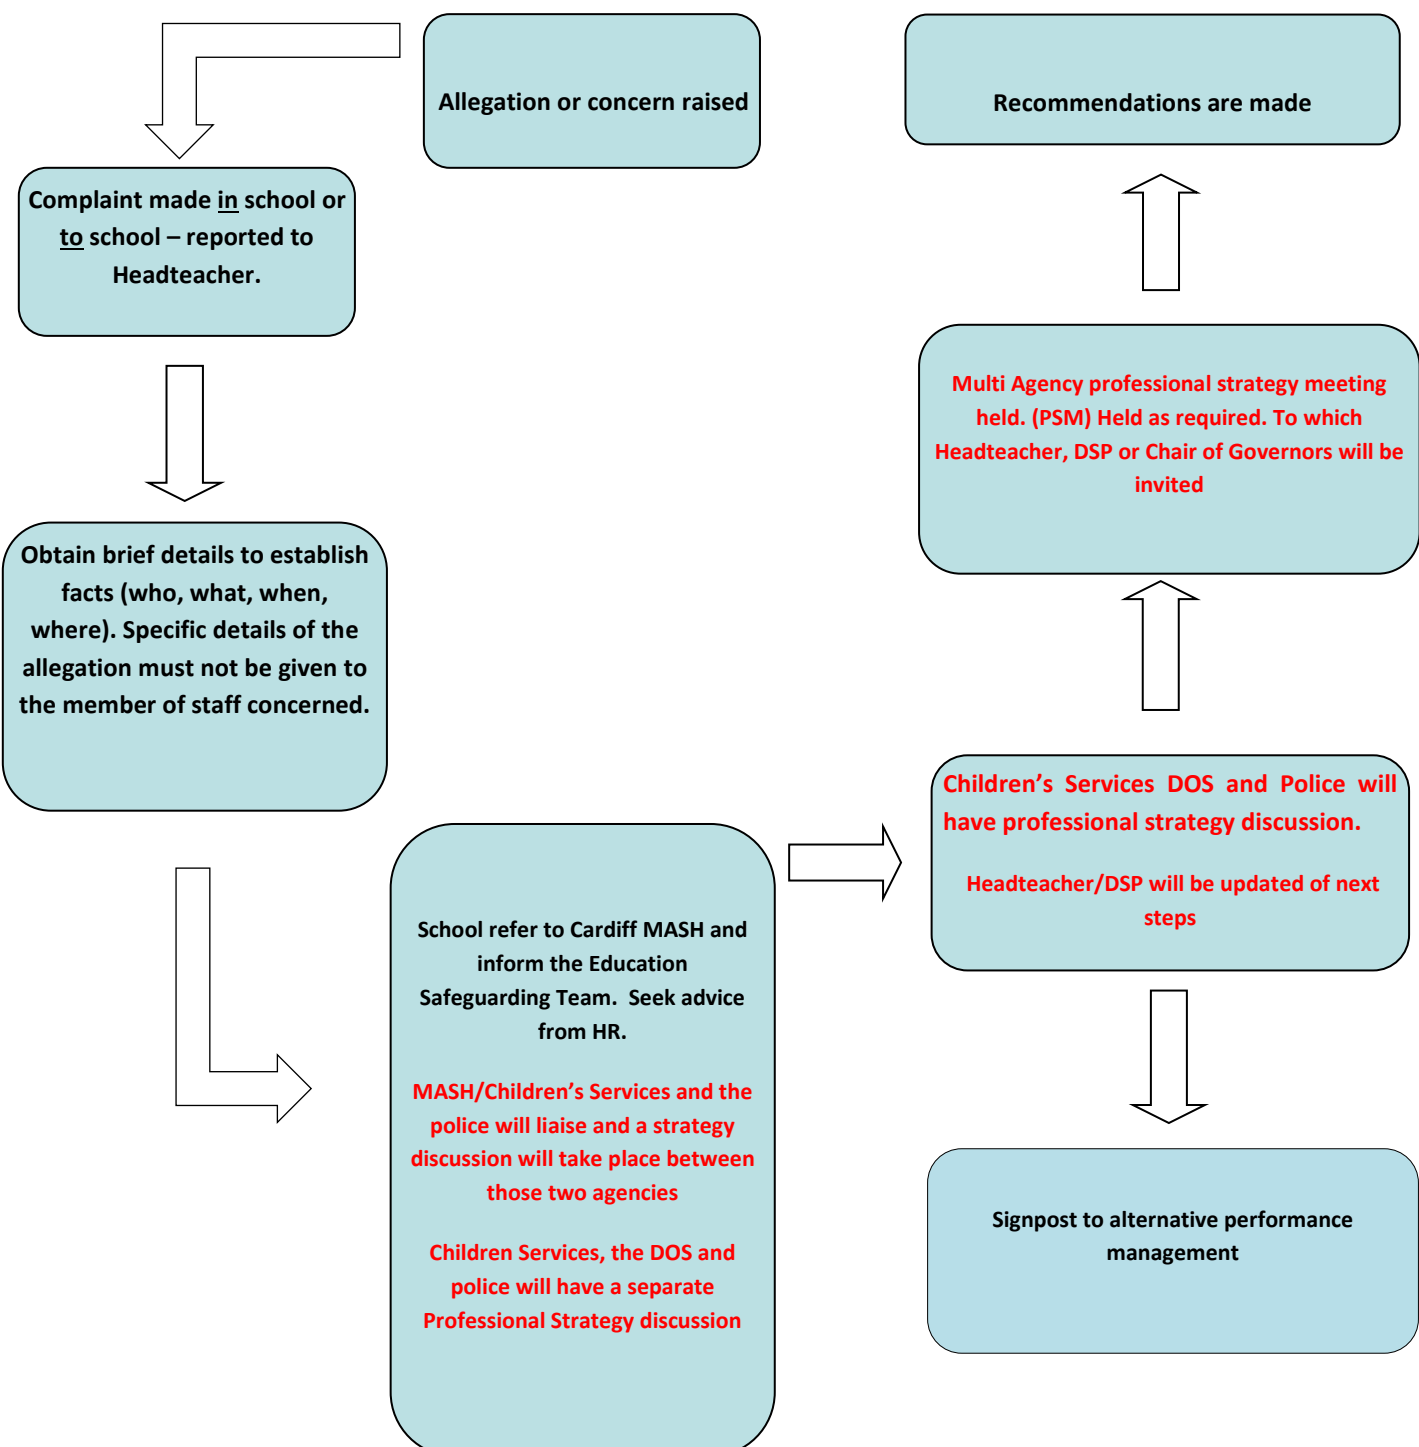 Allegation or concern raised
Complaint made in school or
to school – reported to
Headteacher.
Obtain brief details to establish
facts (who, what, when,
where). Specific details of the
allegation must not be given to
the member of staff concerned.
School refer to Cardiff MASH and
inform the Education
Safeguarding Team.  Seek advice
from HR.
MASH/Children’s Services and the
police will liaise and a strategy
discussion will take place between
those two agencies
Children Services, the DOS and
police will have a separate
Professional Strategy discussion
Children’s Services DOS and Police will
have professional strategy discussion.
Headteacher/DSP will be updated of next
steps
Multi Agency professional strategy meeting
held. (PSM) Held as required. To which
Headteacher, DSP or Chair of Governors will be
invited
Recommendations are made
Signpost to alternative performance
management